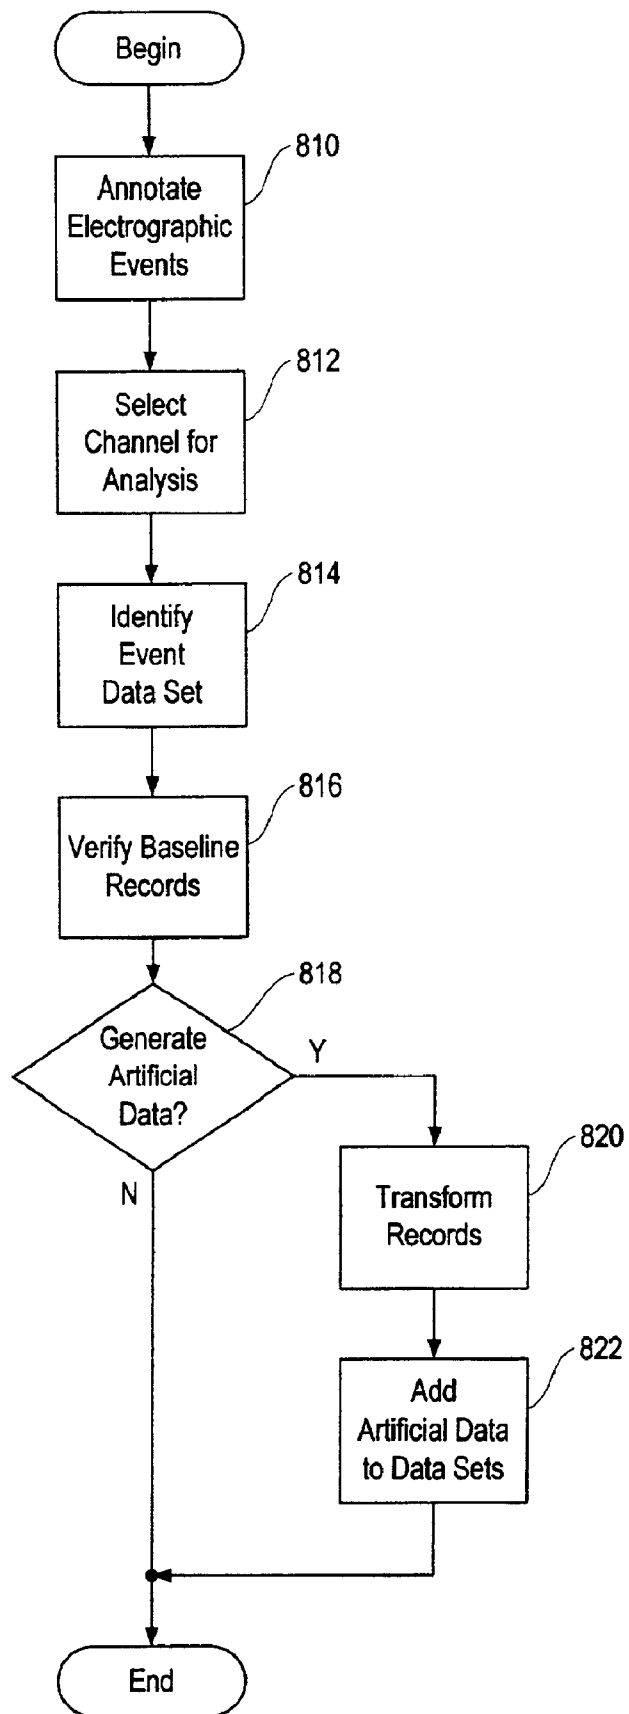 Begin
810
Annotate
Electrographic
Events
812
Select
Channel for
Analysis
814
Identify
Event
Data Set
816
Verify Baseline
Records
818
Generate
Artificial
Data?
Y
N
820
Transform
Records
822
Add
Artificial Data
to Data Sets
End